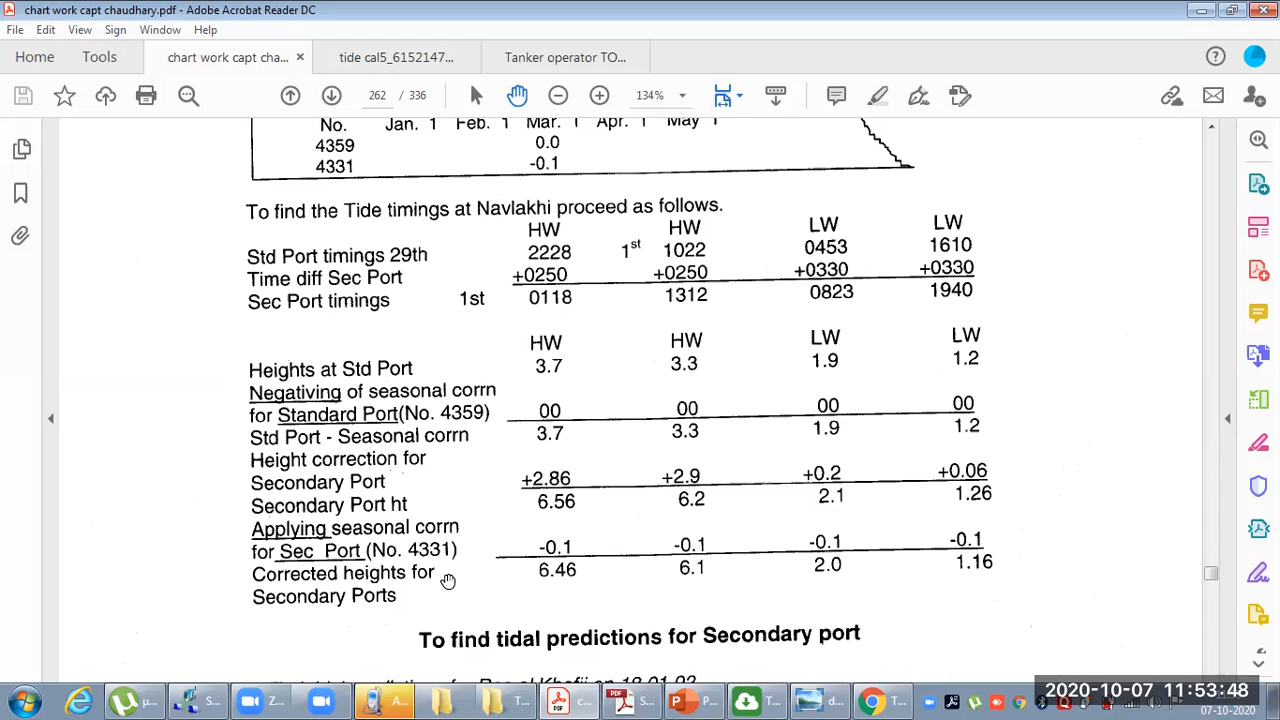 chart work capt chaudhary.pdf - Adobe Acrobat Reader DC
File Edit View Sign Window Help
Home Tools chart work capt cha... × tide cal5_6152147... Tanker operator TO...
262 / 336 134%
No. Jan. 1 Feb. 1 Mar. 1 Apr. 1 May 1
4359 0.0
4331 -0.1
To find the Tide timings at Navlakhi proceed as follows.
HW HW LW LW
Std Port timings 29th 2228 1st 1022 0453 1610
Time diff Sec Port +0250 +0250 +0330 +0330
Sec Port timings 1st 0118 1312 0823 1940
HW HW LW LW
Heights at Std Port 3.7 3.3 1.9 1.2
Negativing of seasonal corrn
for Standard Port(No. 4359) 00 00 00 00
Std Port - Seasonal corrn 3.7 3.3 1.9 1.2
Height correction for
Secondary Port +2.86 +2.9 +0.2 +0.06
Secondary Port ht 6.56 6.2 2.1 1.26
Applying seasonal corrn
for Sec Port (No. 4331) -0.1 -0.1 -0.1 -0.1
Corrected heights for 6.46 6.1 2.0 1.16
Secondary Ports
To find tidal predictions for Secondary port
S... Z... A... T... c... S... P... T... d... T...
2020-10-07 11:53:48
07-10-2020